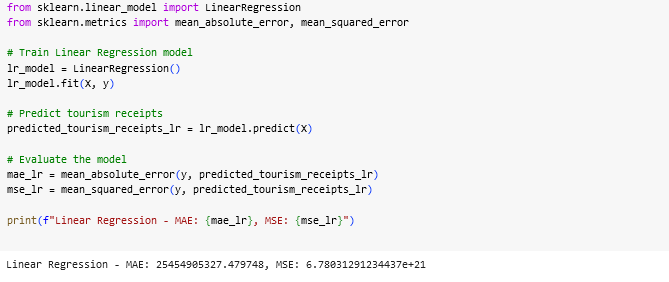 from sklearn.linear_model import LinearRegression
from sklearn.metrics import mean_absolute_error, mean_squared_error
# Train Linear Regression model
lr_model = LinearRegression()
lr_model.fit(X, y)
# Predict tourism receipts
predicted_tourism_receipts_lr = lr_model.predict(X)
# Evaluate the model
mae_lr = mean_absolute_error(y, predicted_tourism_receipts_lr)
mse_lr = mean_squared_error(y, predicted_tourism_receipts_lr)
print(f"Linear Regression - MAE: {mae_lr}, MSE: {mse_lr}")
Linear Regression - MAE: 25454905327.479748, MSE: 6.78031291234437e+21